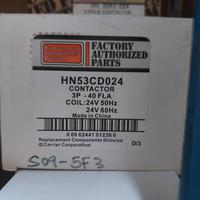 FACTORY
AUTHORIZED
PARTS
HN53CD024
CONTACTOR
3P - 40 FLA
COIL: 24V 50Hz
24V 60Hz
Made in China
0 06 62441 01226 6
Replacement Components Division
© Carrier Corporation
D/3
S09-5F3